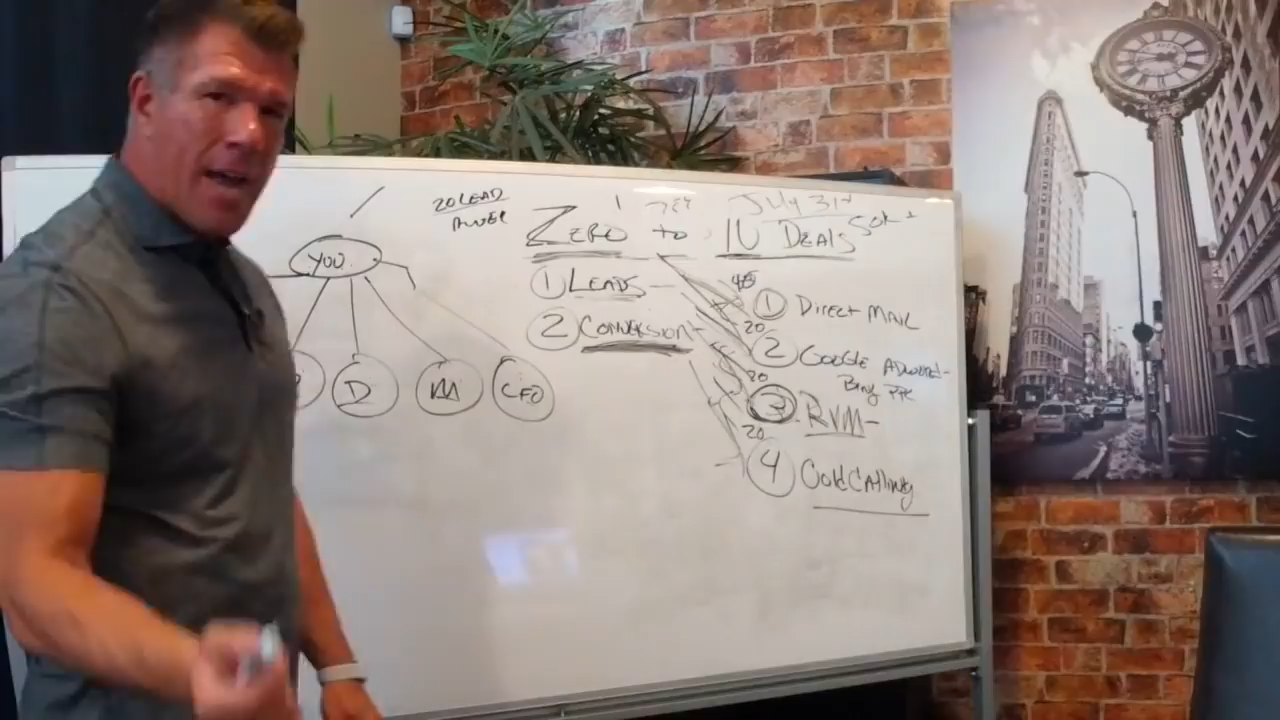 20 LEAD
July 31st
ZERO to 10 DEALS 50K+
YOU
① LEADS
② CONVERSION
① Direct MAIL
20
② GOOGLE ADWORDS-
Bing PPC
20
③ RVM-
20
④ Cold CAlling
D M CFO